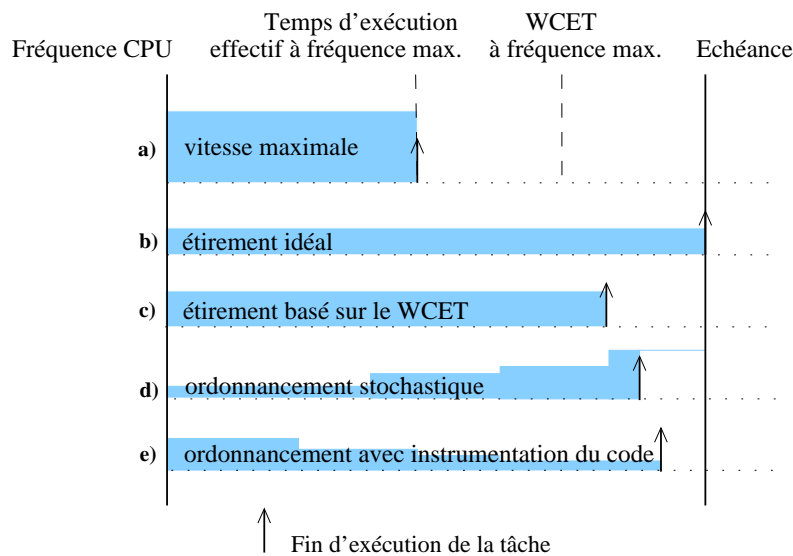 Temps d'exécution
WCET
Fréquence CPU
effectif à fréquence max.
à fréquence max.
Echéance
a) vitesse maximale
b) étirement idéal
c) étirement basé sur le WCET
d) ordonnancement stochastique
e) ordonnancement avec instrumentation du code
Fin d'exécution de la tâche